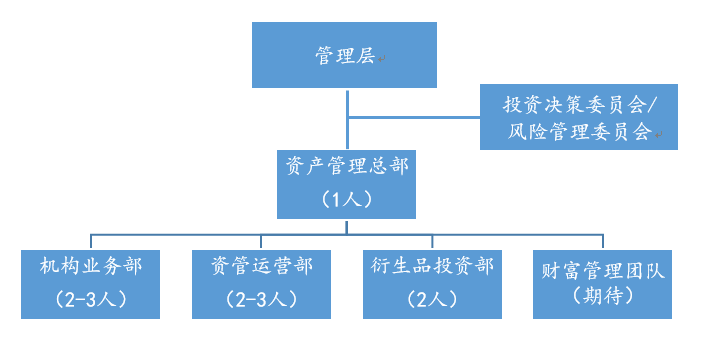 管理层
投资决策委员会/
风险管理委员会
资产管理总部
（1人）
机构业务部
（2-3人）
资管运营部
（2-3人）
衍生品投资部
（2人）
财富管理团队
（期待）